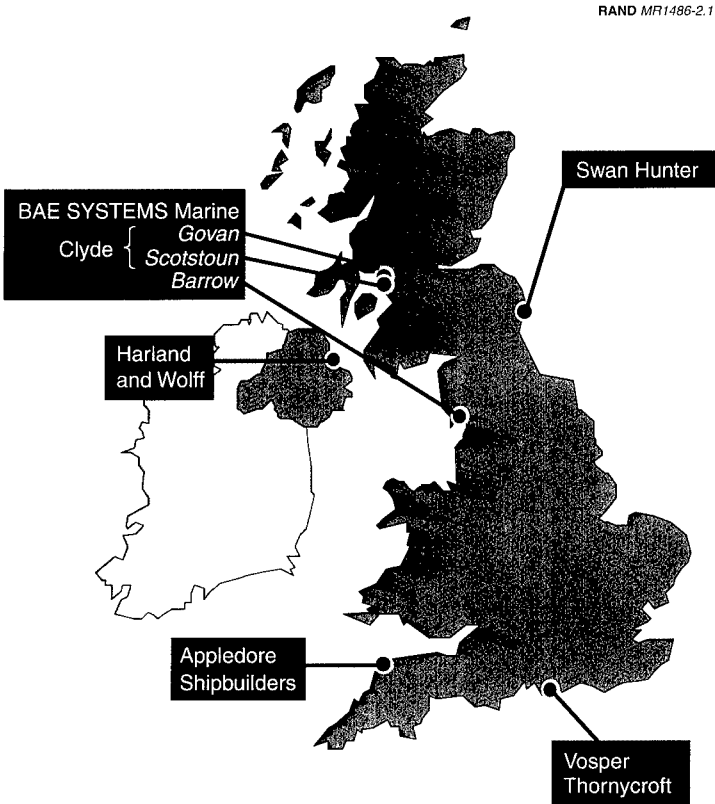 RAND MR1486-2.1
Swan Hunter
BAE SYSTEMS Marine
Clyde { Govan
Scotstoun
Barrow
Harland
and Wolff
Appledore
Shipbuilders
Vosper
Thornycroft